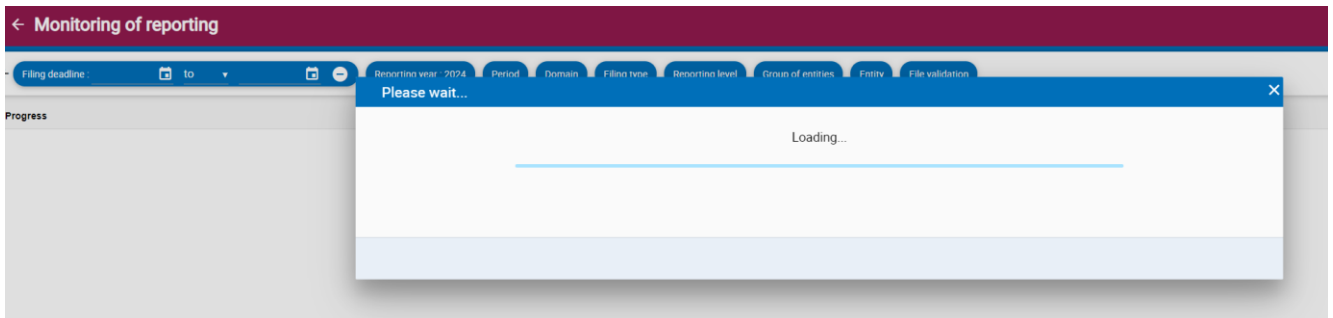 Monitoring of reporting
Filing deadline : to Reporting year : 2024 Period Domain Filing type Reporting level Group of entities Entity File validation
Please wait...
Progress
Loading...